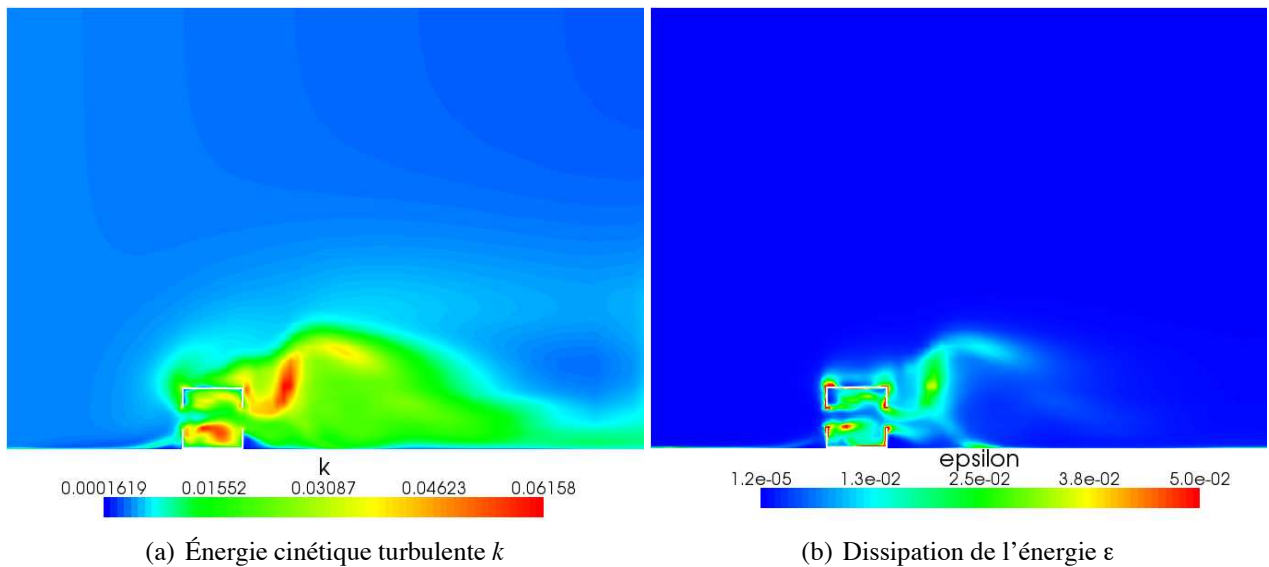 k
0.0001619 0.01552 0.03087 0.04623 0.06158
(a) Énergie cinétique turbulente k
epsilon
1.2e-05 1.3e-02 2.5e-02 3.8e-02 5.0e-02
(b) Dissipation de l'énergie ε